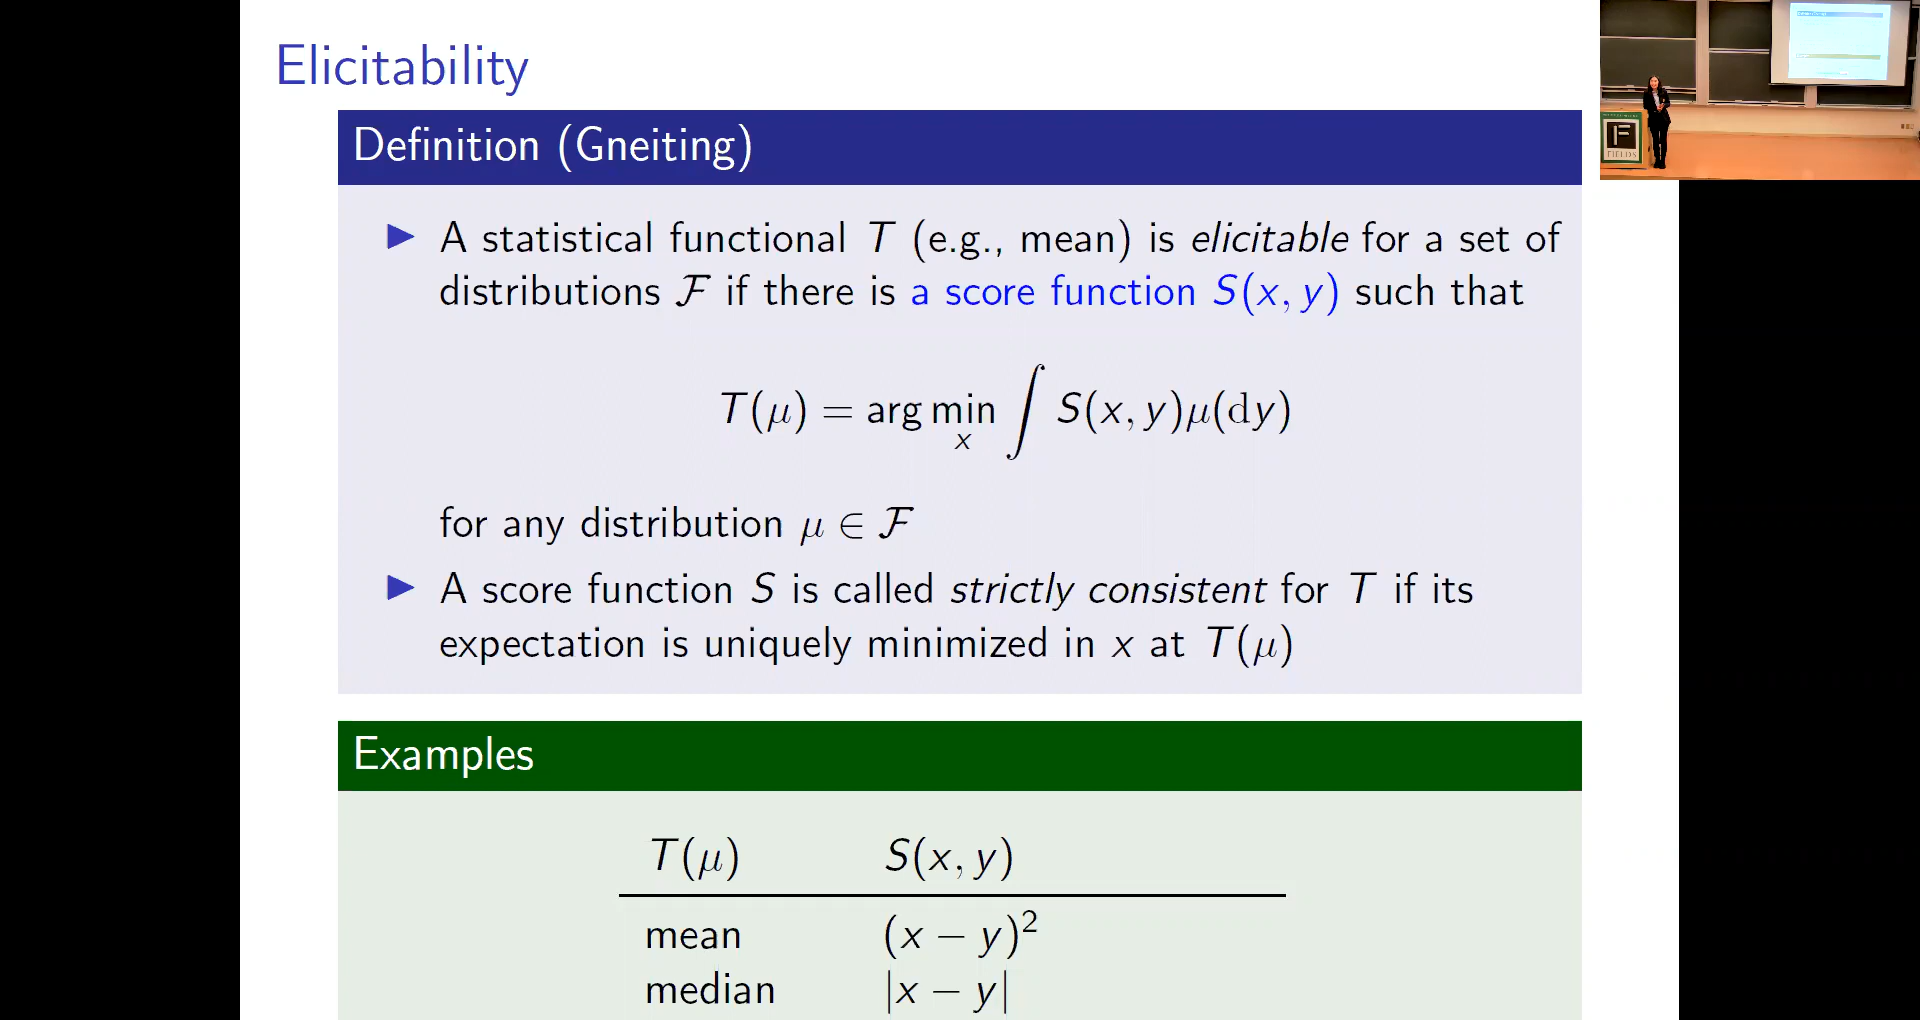 Elicitability
Definition (Gneiting)
▶ A statistical functional T (e.g., mean) is elicitable for a set of
distributions ℱ if there is a score function S(x, y) such that
T(μ) = arg min_x ∫ S(x, y)μ(dy)
for any distribution μ ∈ ℱ
▶ A score function S is called strictly consistent for T if its
expectation is uniquely minimized in x at T(μ)
Examples
T(μ) S(x, y)
mean (x − y)²
median |x − y|
FIELDS